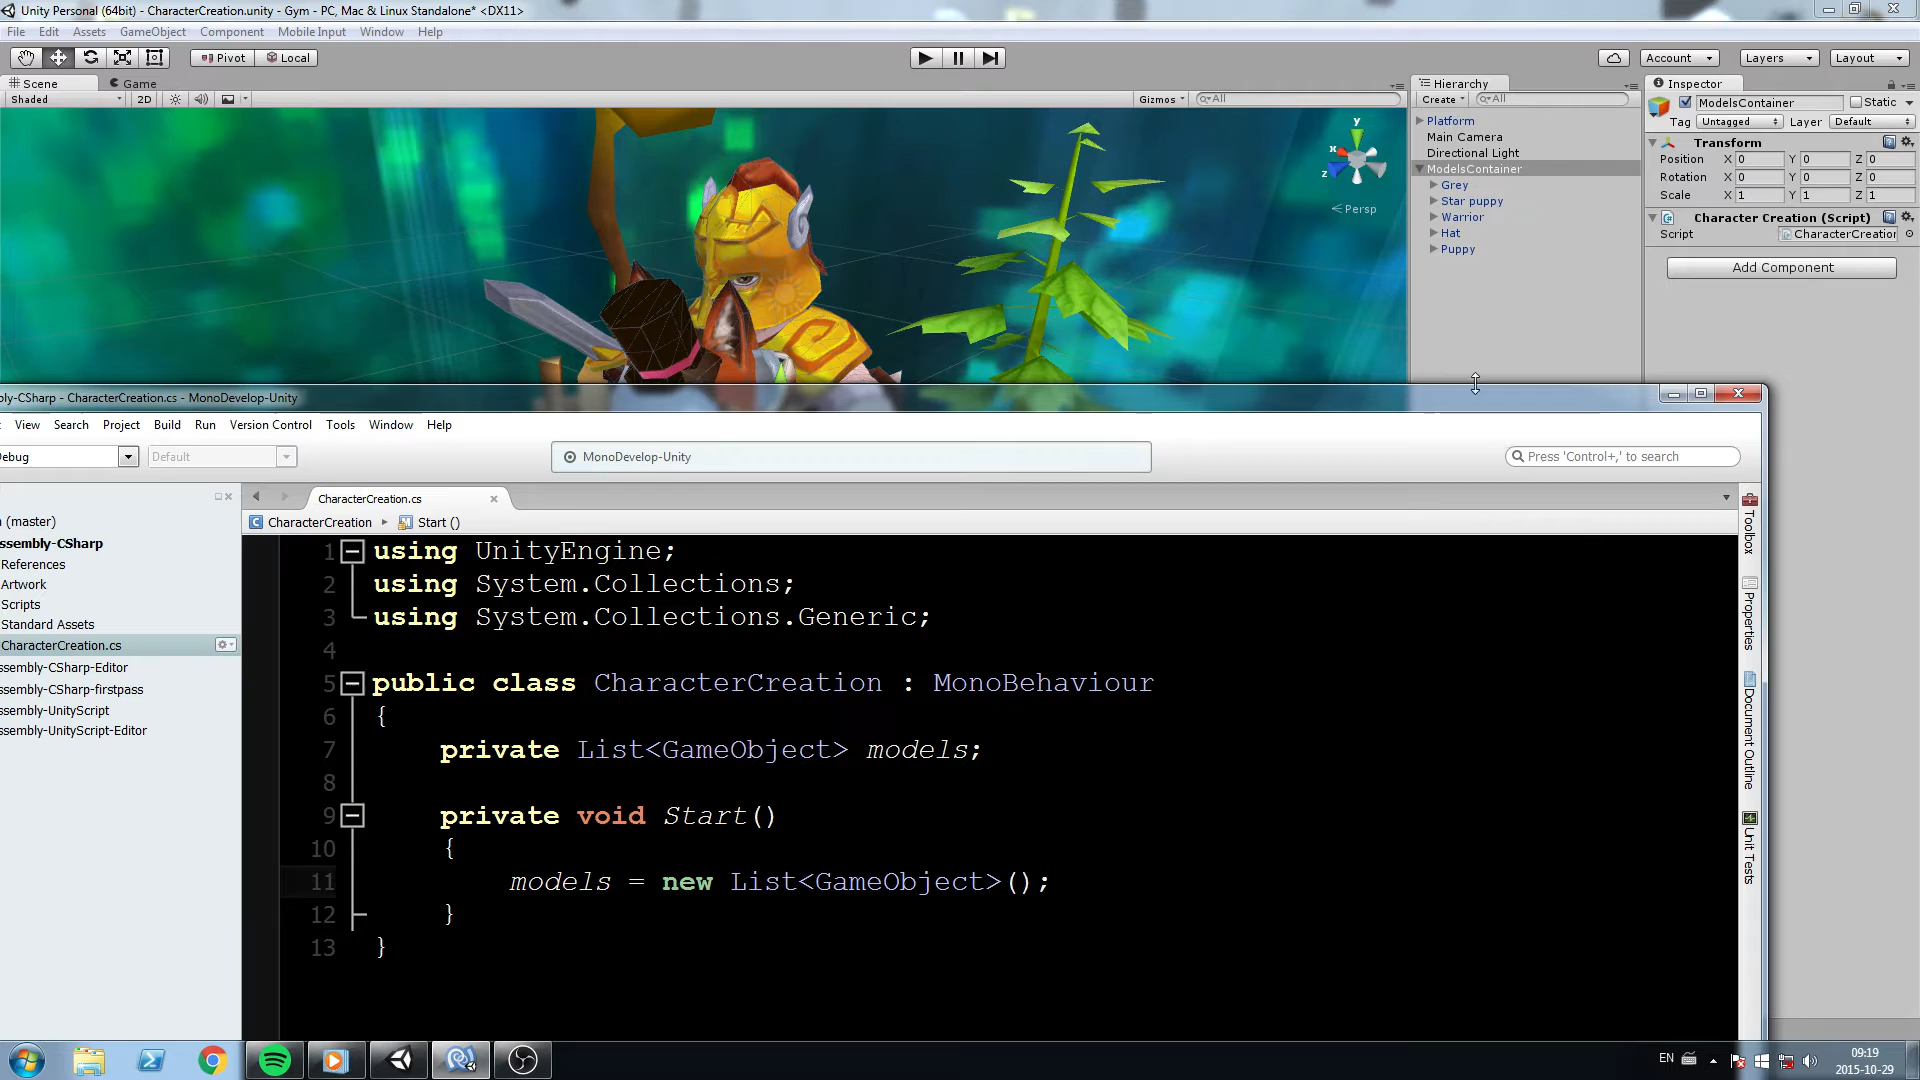 Unity Personal (64bit) - CharacterCreation.unity - Gym - PC, Mac & Linux Standalone* <DX11>
File Edit Assets GameObject Component Mobile Input Window Help
Pivot Local Account Layers Layout
Scene Game Hierarchy Inspector
Shaded 2D Gizmos All Create All ModelsContainer Static
Tag Untagged Layer Default
y
x
z
Persp
Platform
Main Camera
Directional Light
ModelsContainer
Grey
Star puppy
Warrior
Hat
Puppy
Transform
Position X 0 Y 0 Z 0
Rotation X 0 Y 0 Z 0
Scale X 1 Y 1 Z 1
Character Creation (Script)
Script CharacterCreation
Add Component
bly-CSharp - CharacterCreation.cs - MonoDevelop-Unity
View Search Project Build Run Version Control Tools Window Help
ebug Default MonoDevelop-Unity Press 'Control+,' to search
CharacterCreation.cs
CharacterCreation Start ()
(master)
ssembly-CSharp
References
Artwork
Scripts
Standard Assets
CharacterCreation.cs
ssembly-CSharp-Editor
ssembly-CSharp-firstpass
ssembly-UnityScript
ssembly-UnityScript-Editor
1 using UnityEngine;
2 using System.Collections;
3 using System.Collections.Generic;
4
5 public class CharacterCreation : MonoBehaviour
6 {
7 private List<GameObject> models;
8
9 private void Start()
10 {
11 models = new List<GameObject>();
12 }
13 }
Toolbox
Properties
Document Outline
Unit Tests
EN
09:19
2015-10-29